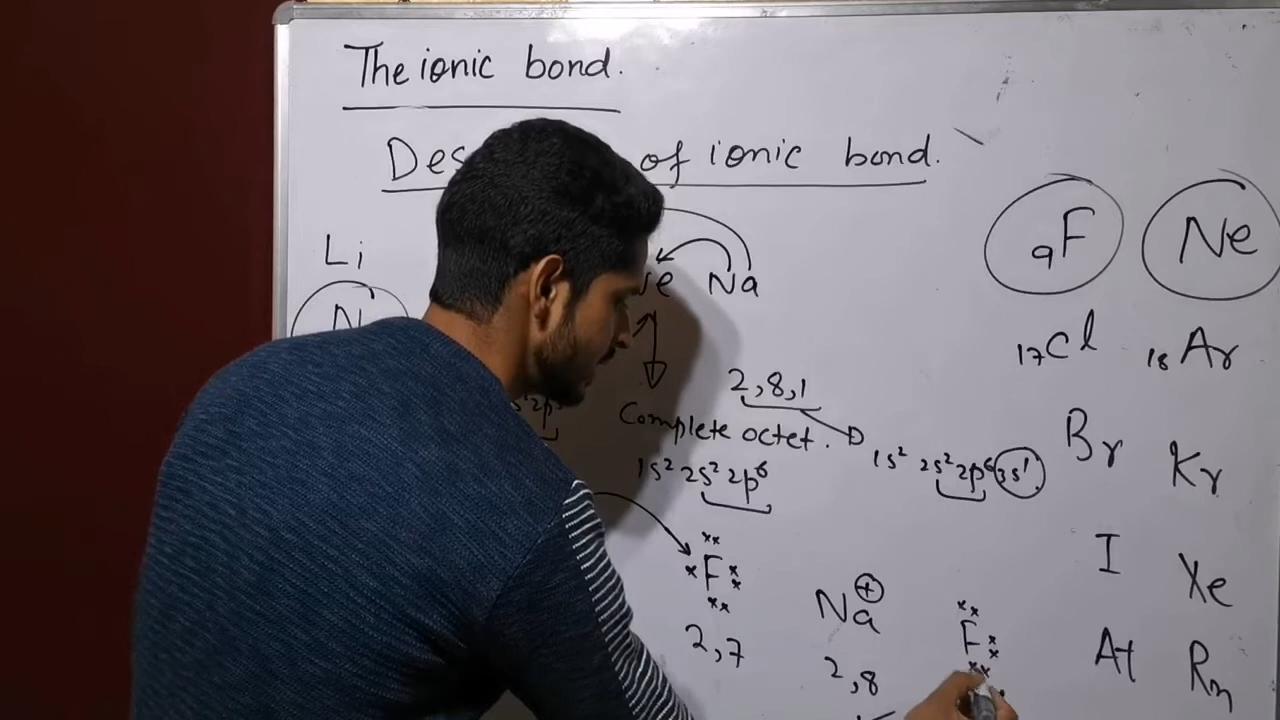 The ionic bond.
of ionic bond.
Li
Na
₉F Ne
₁₇Cl ₁₈Ar
2,8,1
Complete octet.
1s² 2s² 2p⁶
1s² 2s² 2p⁶ 3s¹
Br Kr
F
2,7
Na⁺
2,8
F
I Xe
At Rn